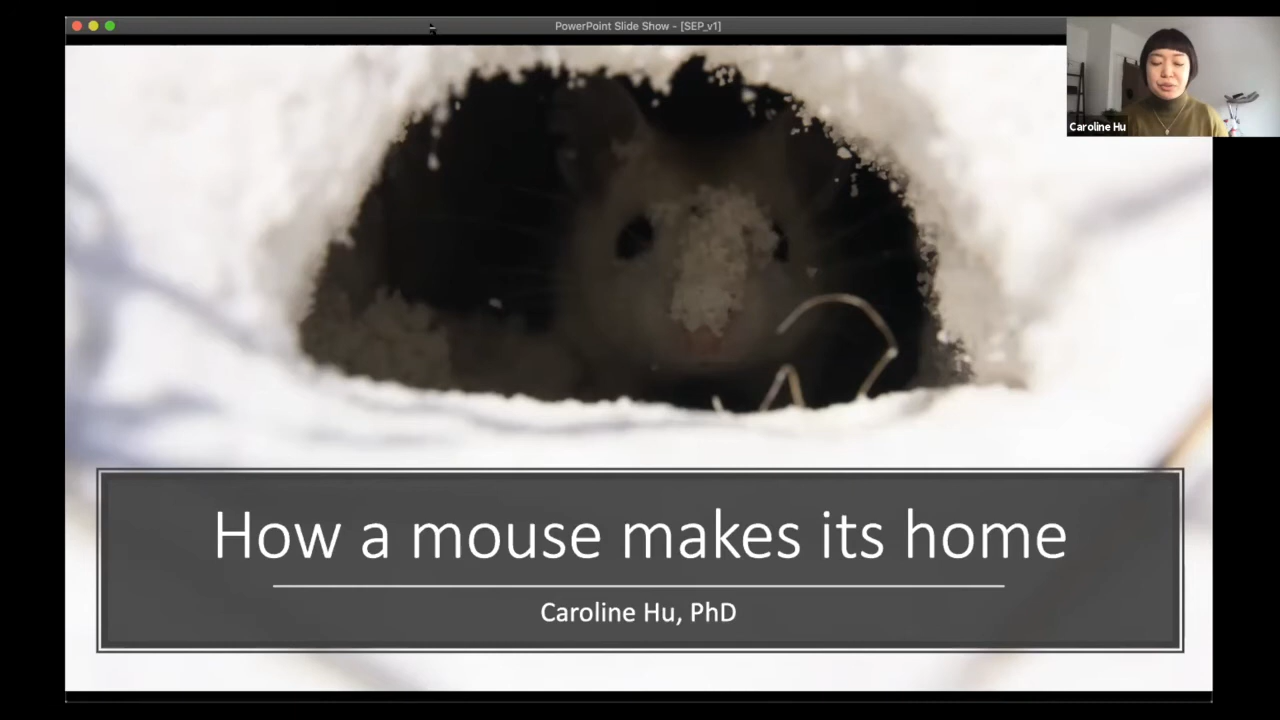 PowerPoint Slide Show - [SEP_v1]
Caroline Hu
How a mouse makes its home
Caroline Hu, PhD